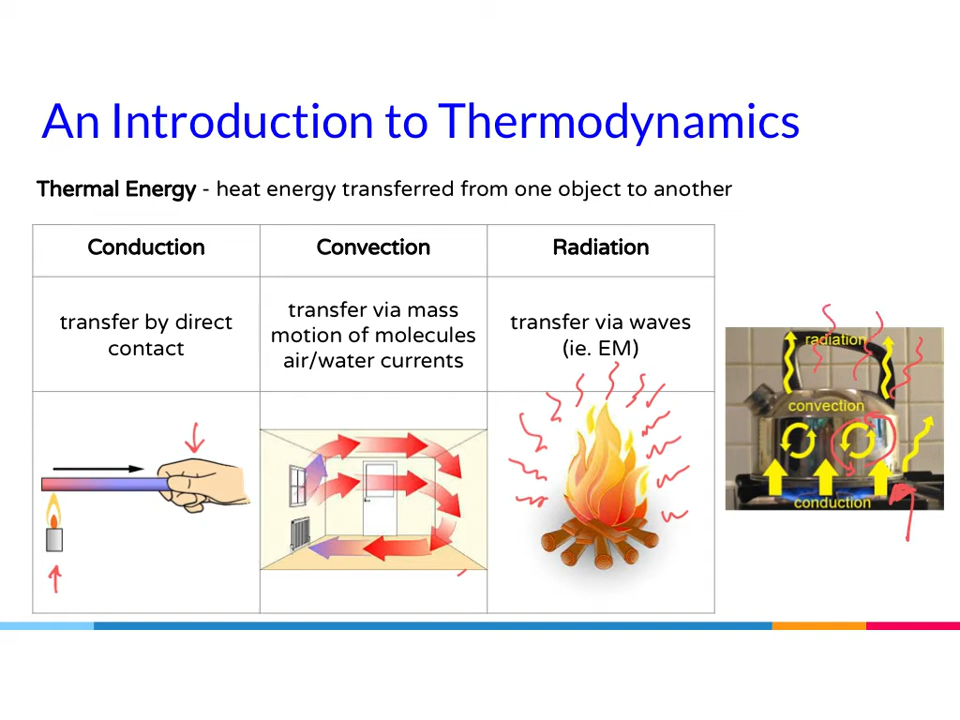 An Introduction to Thermodynamics
Thermal Energy - heat energy transferred from one object to another
Conduction
Convection
Radiation
transfer by direct
contact
transfer via mass
motion of molecules
air/water currents
transfer via waves
(ie. EM)
radiation
convection
conduction